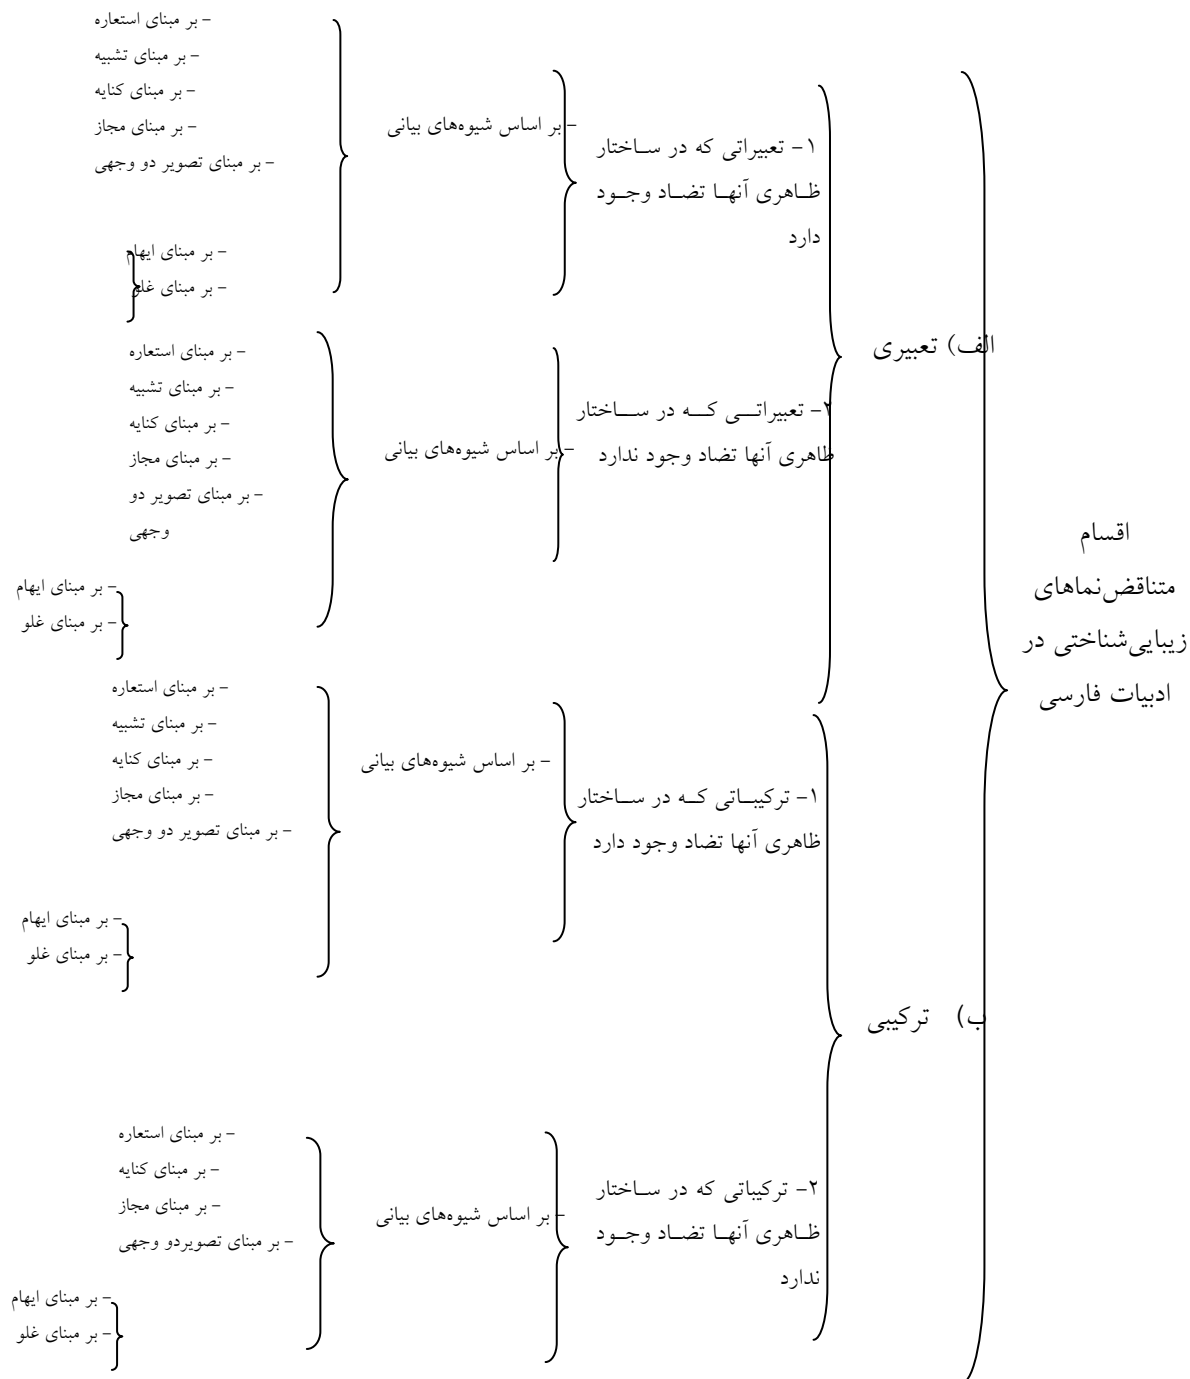 اقسام
متناقض‌نماهای
زیبایی‌شناختی در
ادبیات فارسی
الف) تعبیری
۱- تعبیراتی که در ساختار
ظاهری آنها تضاد وجود
دارد
- بر اساس شیوه‌های بیانی
- بر مبنای استعاره
- بر مبنای تشبیه
- بر مبنای کنایه
- بر مبنای مجاز
- بر مبنای تصویر دو وجهی
- بر مبنای ایهام
- بر مبنای غلو
۲- تعبیراتی که در ساختار
ظاهری آنها تضاد وجود ندارد
- بر اساس شیوه‌های بیانی
- بر مبنای استعاره
- بر مبنای تشبیه
- بر مبنای کنایه
- بر مبنای مجاز
- بر مبنای تصویر دو
وجهی
- بر مبنای ایهام
- بر مبنای غلو
ب) ترکیبی
۱- ترکیباتی که در ساختار
ظاهری آنها تضاد وجود دارد
- بر اساس شیوه‌های بیانی
- بر مبنای استعاره
- بر مبنای تشبیه
- بر مبنای کنایه
- بر مبنای مجاز
- بر مبنای تصویر دو وجهی
- بر مبنای ایهام
- بر مبنای غلو
۲- ترکیباتی که در ساختار
ظاهری آنها تضاد وجود
ندارد
- بر اساس شیوه‌های بیانی
- بر مبنای استعاره
- بر مبنای کنایه
- بر مبنای مجاز
- بر مبنای تصویردو وجهی
- بر مبنای ایهام
- بر مبنای غلو